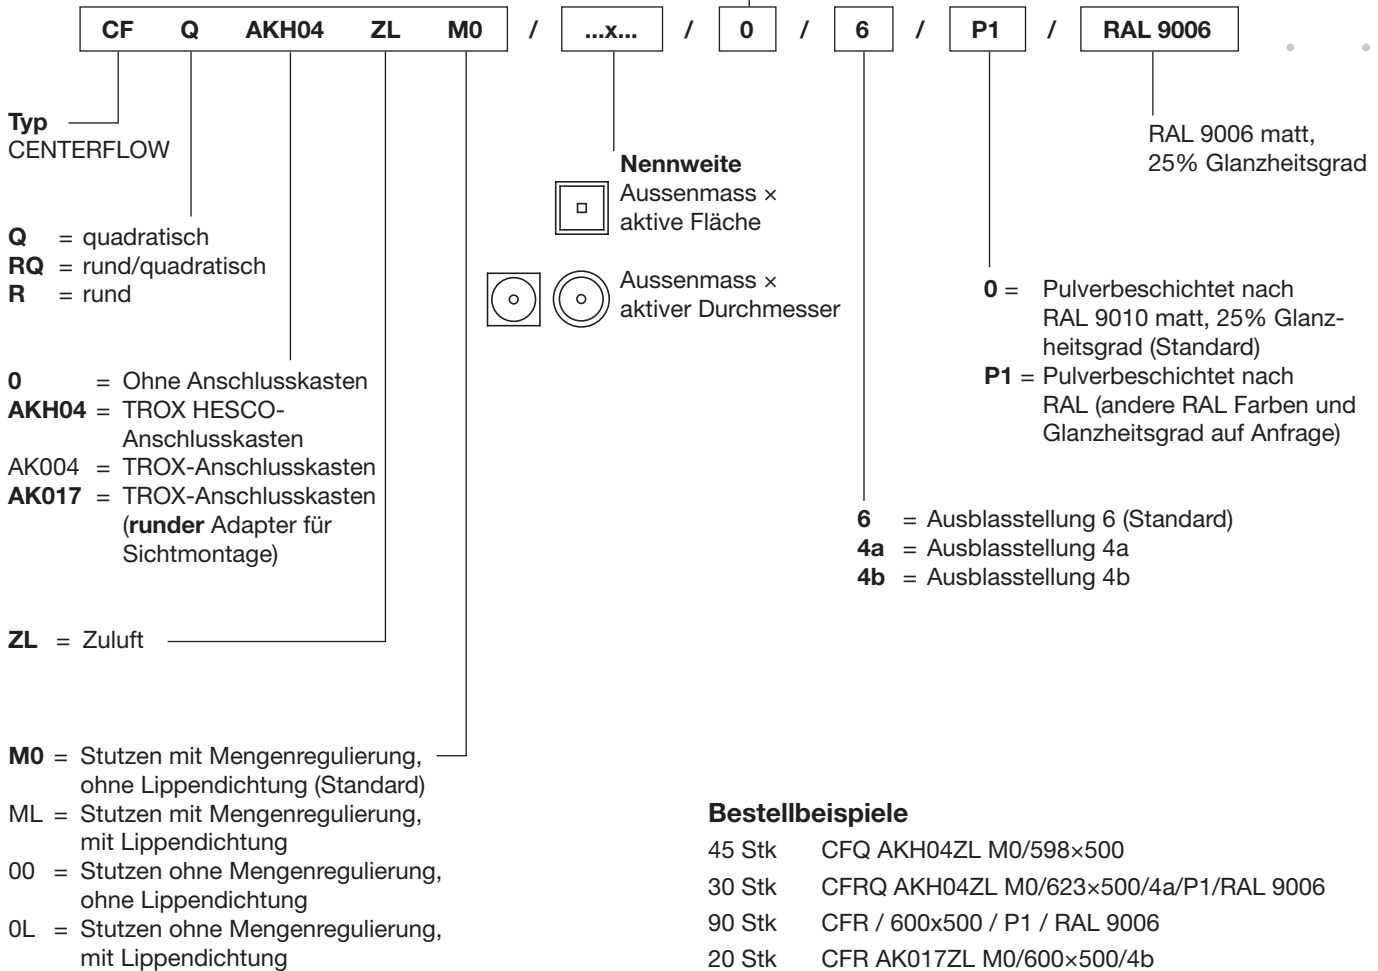 CF Q AKH04 ZL M0 / ...x... / 0 / 6 / P1 / RAL 9006
Typ
CENTERFLOW
RAL 9006 matt,
25% Glanzheitsgrad
Nennweite
Aussenmass ×
aktive Fläche
Q = quadratisch
RQ = rund/quadratisch
R = rund
Aussenmass ×
aktiver Durchmesser
0 = Pulverbeschichtet nach
RAL 9010 matt, 25% Glanz-
heitsgrad (Standard)
P1 = Pulverbeschichtet nach
RAL (andere RAL Farben und
Glanzheitsgrad auf Anfrage)
0 = Ohne Anschlusskasten
AKH04 = TROX HESCO-
Anschlusskasten
AK004 = TROX-Anschlusskasten
AK017 = TROX-Anschlusskasten
(runder Adapter für
Sichtmontage)
6 = Ausblasstellung 6 (Standard)
4a = Ausblasstellung 4a
4b = Ausblasstellung 4b
ZL = Zuluft
M0 = Stutzen mit Mengenregulierung,
ohne Lippendichtung (Standard)
ML = Stutzen mit Mengenregulierung,
mit Lippendichtung
00 = Stutzen ohne Mengenregulierung,
ohne Lippendichtung
0L = Stutzen ohne Mengenregulierung,
mit Lippendichtung
Bestellbeispiele
45 Stk CFQ AKH04ZL M0/598×500
30 Stk CFRQ AKH04ZL M0/623×500/4a/P1/RAL 9006
90 Stk CFR / 600x500 / P1 / RAL 9006
20 Stk CFR AK017ZL M0/600×500/4b